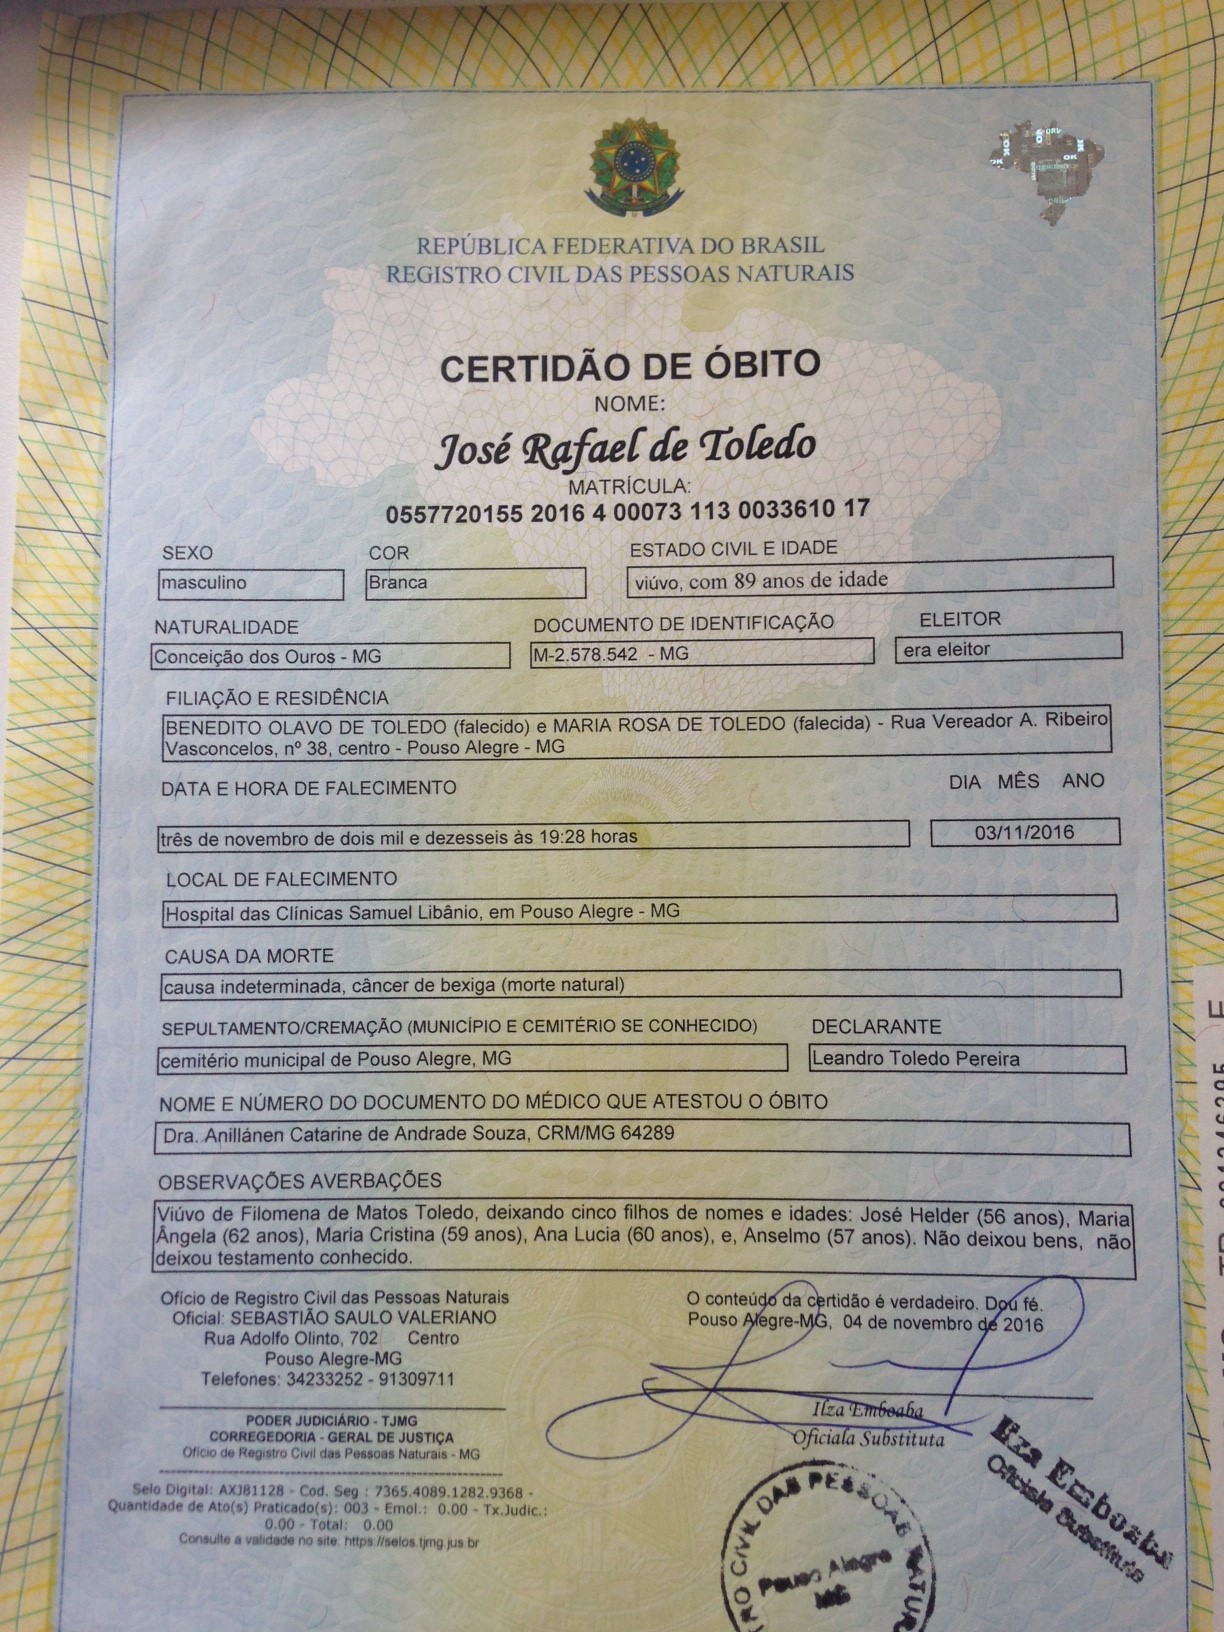 REPÚBLICA FEDERATIVA DO BRASIL
REGISTRO CIVIL DAS PESSOAS NATURAIS
CERTIDÃO DE ÓBITO
NOME:
José Rafael de Toledo
MATRÍCULA:
0557720155 2016 4 00073 113 0033610 17
SEXO COR ESTADO CIVIL E IDADE
masculino Branca viúvo, com 89 anos de idade
NATURALIDADE DOCUMENTO DE IDENTIFICAÇÃO ELEITOR
Conceição dos Ouros - MG M-2.578.542 - MG era eleitor
FILIAÇÃO E RESIDÊNCIA
BENEDITO OLAVO DE TOLEDO (falecido) e MARIA ROSA DE TOLEDO (falecida) - Rua Vereador A. Ribeiro
Vasconcelos, nº 38, centro - Pouso Alegre - MG
DATA E HORA DE FALECIMENTO DIA MÊS ANO
três de novembro de dois mil e dezesseis às 19:28 horas 03/11/2016
LOCAL DE FALECIMENTO
Hospital das Clínicas Samuel Libânio, em Pouso Alegre - MG
CAUSA DA MORTE
causa indeterminada, câncer de bexiga (morte natural)
SEPULTAMENTO/CREMAÇÃO (MUNICÍPIO E CEMITÉRIO SE CONHECIDO) DECLARANTE
cemitério municipal de Pouso Alegre, MG Leandro Toledo Pereira
NOME E NÚMERO DO DOCUMENTO DO MÉDICO QUE ATESTOU O ÓBITO
Dra. Anillánen Catarine de Andrade Souza, CRM/MG 64289
OBSERVAÇÕES AVERBAÇÕES
Viúvo de Filomena de Matos Toledo, deixando cinco filhos de nomes e idades: José Helder (56 anos), Maria
Ângela (62 anos), Maria Cristina (59 anos), Ana Lucia (60 anos), e, Anselmo (57 anos). Não deixou bens, não
deixou testamento conhecido.
Ofício de Registro Civil das Pessoas Naturais
Oficial: SEBASTIÃO SAULO VALERIANO
Rua Adolfo Olinto, 702 Centro
Pouso Alegre-MG
Telefones: 34233252 - 91309711
O conteúdo da certidão é verdadeiro. Dou fé.
Pouso Alegre-MG, 04 de novembro de 2016
Ilza Emboaba
Oficiala Substituta
PODER JUDICIÁRIO - TJMG
CORREGEDORIA - GERAL DE JUSTIÇA
Ofício de Registro Civil das Pessoas Naturais - MG
Selo Digital: AXJ81128 - Cod. Seg : 7365.4089.1282.9368 -
Quantidade de Ato(s) Praticado(s): 003 - Emol.: 0.00 - Tx.Judic.:
0.00 - Total: 0.00
Consulte a validade no site: https://selos.tjmg.jus.br
Ilza Emboaba
Oficiala Substituta
CIVIL DAS PESSOAS
Pouso Alegre
MG